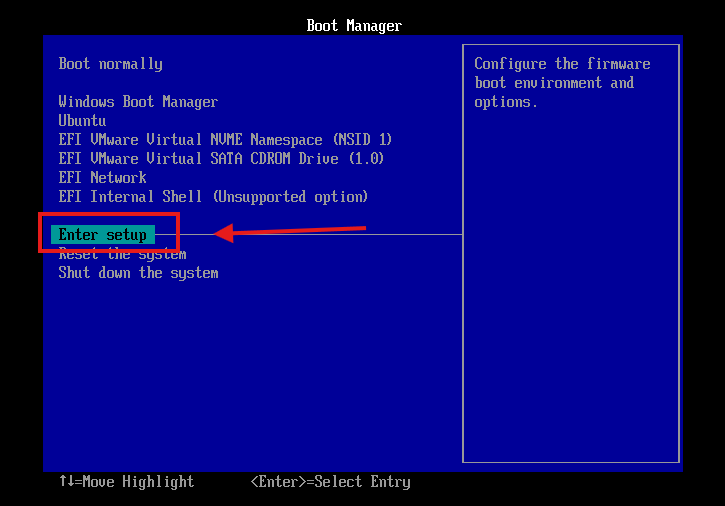 Boot Manager
Boot normally
Windows Boot Manager
Ubuntu
EFI VMware Virtual NVME Namespace (NSID 1)
EFI VMware Virtual SATA CDROM Drive (1.0)
EFI Network
EFI Internal Shell (Unsupported option)
Enter setup
Reset the system
Shut down the system
Configure the firmware
boot environment and
options.
↑↓=Move Highlight <Enter>=Select Entry